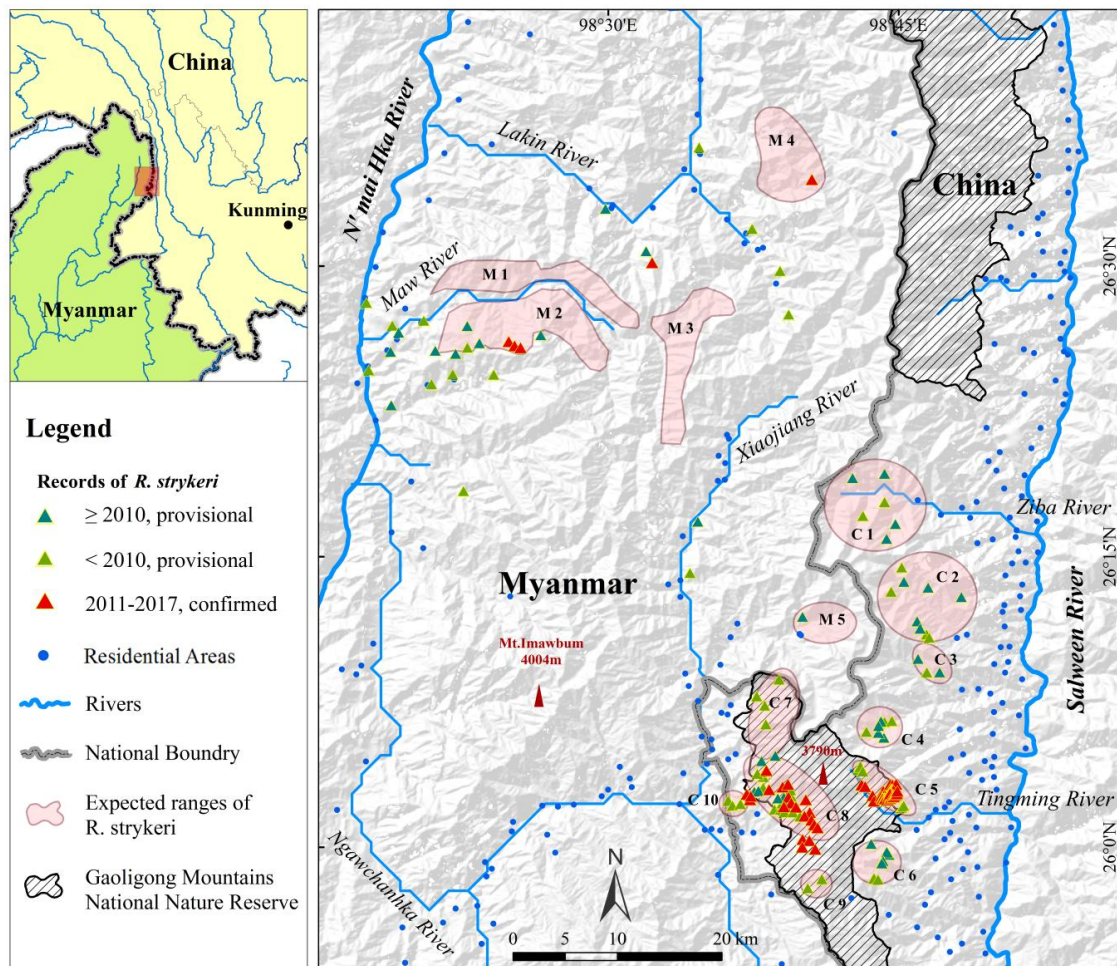 China
Kunming
Myanmar
Legend
Records of R. strykeri
≥ 2010, provisional
< 2010, provisional
2011-2017, confirmed
Residential Areas
Rivers
National Boundry
Expected ranges of
R. strykeri
Gaoligong Mountains
National Nature Reserve
98°30'E
98°45'E
N' mai Hka River
Lakin River
M 4
China
Maw River
M 1
M 2
M 3
26°30'N
Xiaojiang River
C 1
Ziba River
26°15'N
Myanmar
C 2
M 5
Salween River
Mt.Imawbum
4004m
C 3
C 7
C 4
3790m
C 5
C 10
Tingming River
C 8
26°0'N
Ngawchanhka River
N
C 6
C 9
0 5 10 20 km